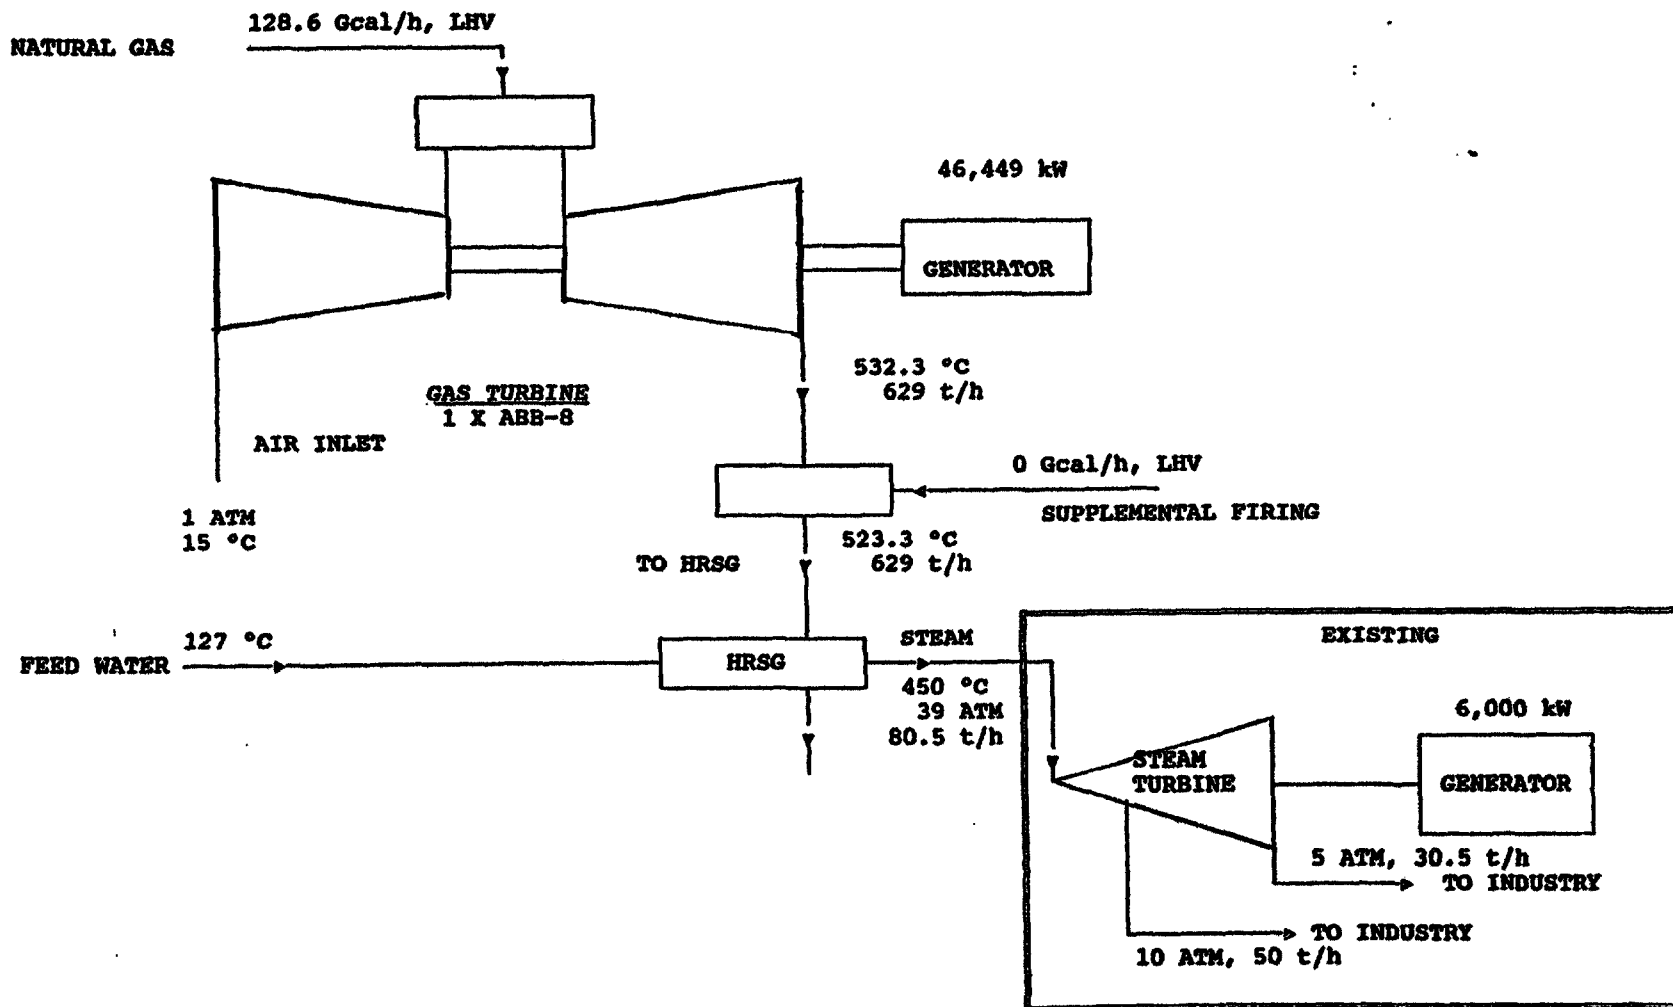 128.6 Gcal/h, LHV
NATURAL GAS
46,449 kW
GENERATOR
532.3 °C
629 t/h
GAS TURBINE
1 X ABB-8
AIR INLET
0 Gcal/h, LHV
SUPPLEMENTAL FIRING
1 ATM
15 °C
523.3 °C
629 t/h
TO HRSG
EXISTING
127 °C
FEED WATER
HRSG
STEAM
450 °C
39 ATM
80.5 t/h
6,000 kW
STEAM
TURBINE
GENERATOR
5 ATM, 30.5 t/h
TO INDUSTRY
TO INDUSTRY
10 ATM, 50 t/h